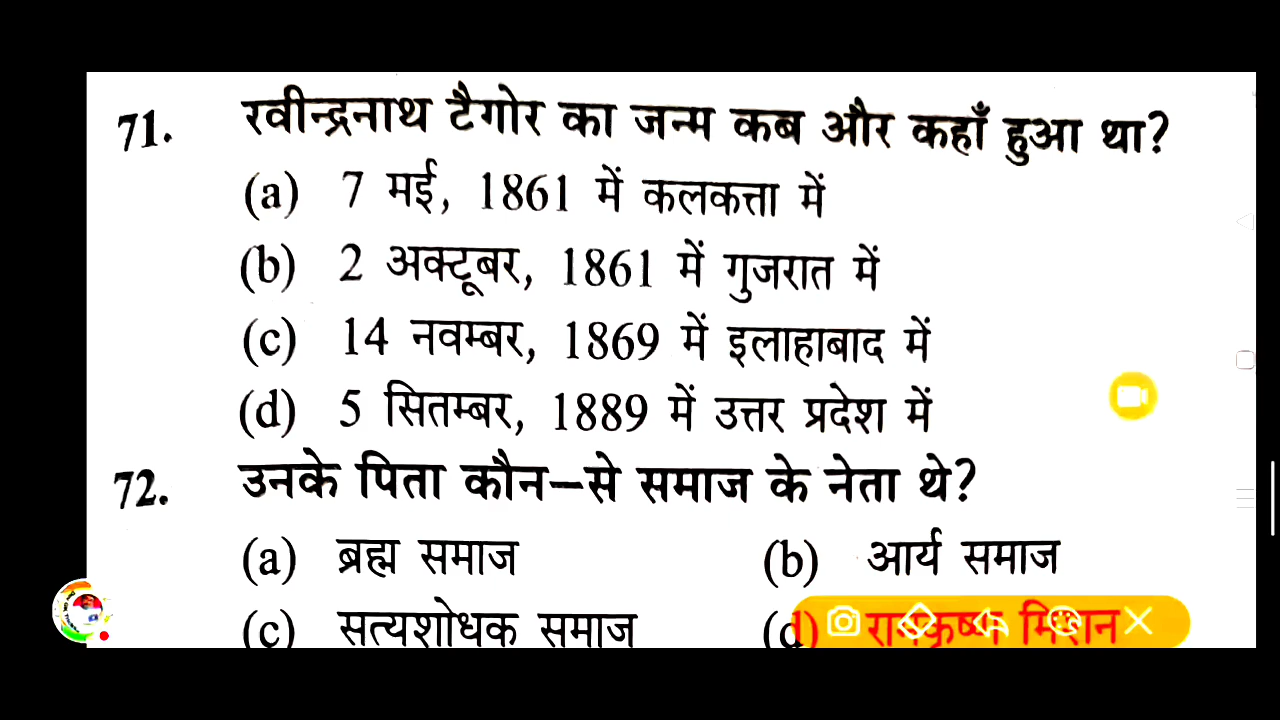 71. रवीन्द्रनाथ टैगोर का जन्म कब और कहाँ हुआ था?
(a) 7 मई, 1861 में कलकत्ता में
(b) 2 अक्टूबर, 1861 में गुजरात में
(c) 14 नवम्बर, 1869 में इलाहाबाद में
(d) 5 सितम्बर, 1889 में उत्तर प्रदेश में
72. उनके पिता कौन–से समाज के नेता थे?
(a) ब्रह्म समाज (b) आर्य समाज
(c) सत्यशोधक समाज (d) रामकृष्ण मिशन